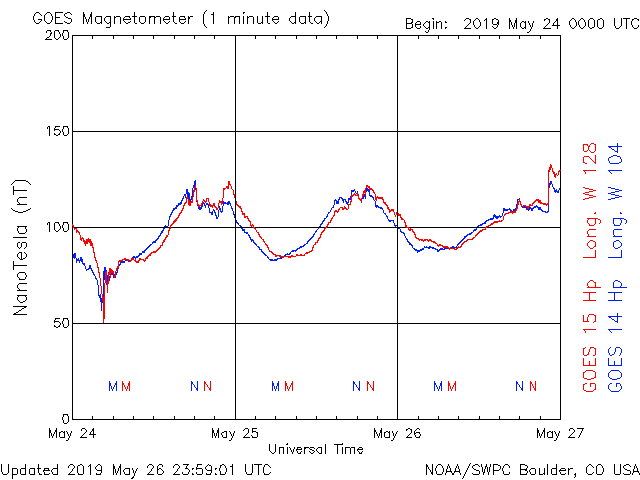 GOES Magnetometer (1 minute data)
Begin: 2019 May 24 0000 UTC
200
150
100
50
0
NanoTesla (nT)
M M N N M M N N M M N N
May 24 May 25 May 26 May 27
Universal Time
GOES 15 Hp Long. W 128
GOES 14 Hp Long. W 104
Updated 2019 May 26 23:59:01 UTC
NOAA/SWPC Boulder, CO USA